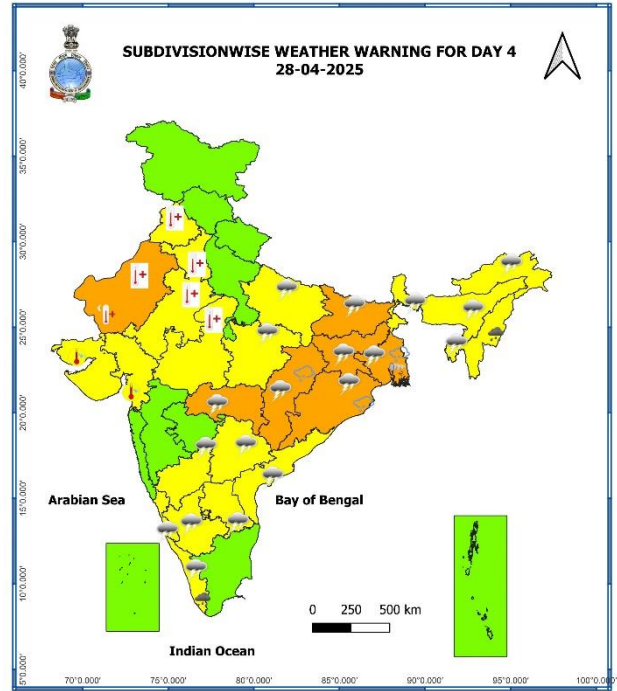 SUBDIVISIONWISE WEATHER WARNING FOR DAY 4
28-04-2025
40°0.000'
35°0.000'
30°0.000'
25°0.000'
20°0.000'
15°0.000'
10°0.000'
5°0.000'
Arabian Sea
Bay of Bengal
0 250 500 km
Indian Ocean
70°0.000' 75°0.000' 80°0.000' 85°0.000' 90°0.000' 95°0.000' 100°0.000'